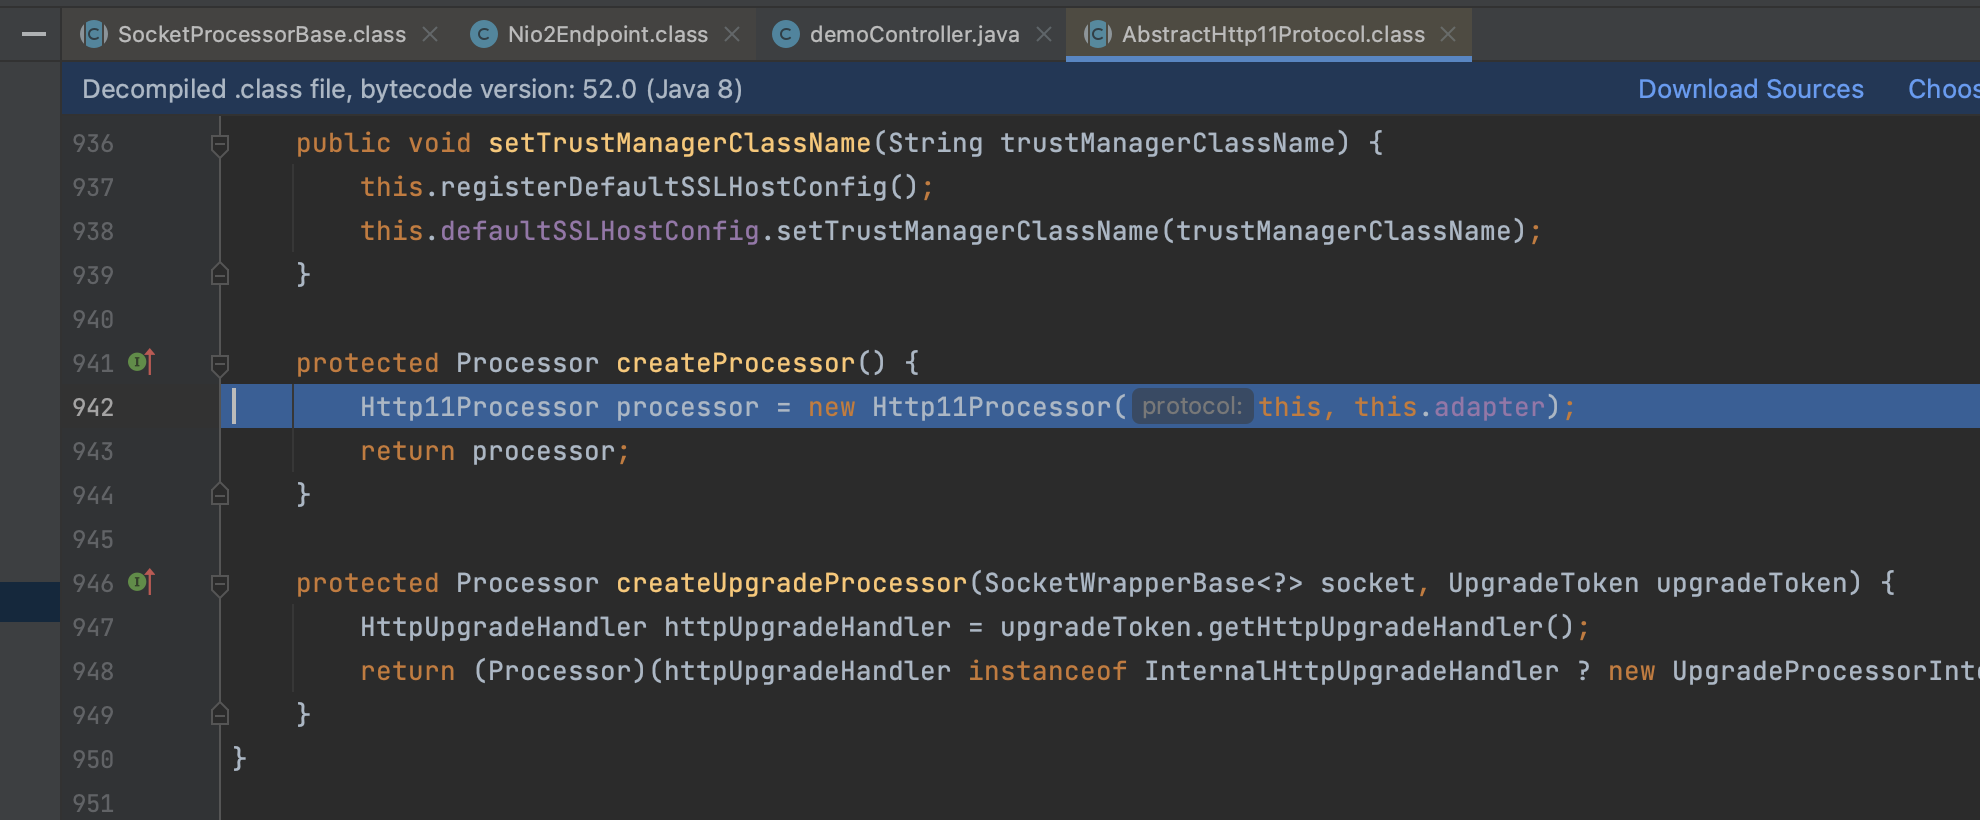 SocketProcessorBase.class Nio2Endpoint.class demoController.java AbstractHttp11Protocol.class
Decompiled .class file, bytecode version: 52.0 (Java 8) Download Sources Choos
936 public void setTrustManagerClassName(String trustManagerClassName) {
937 this.registerDefaultSSLHostConfig();
938 this.defaultSSLHostConfig.setTrustManagerClassName(trustManagerClassName);
939 }
940
941 protected Processor createProcessor() {
942 Http11Processor processor = new Http11Processor( protocol: this, this.adapter);
943 return processor;
944 }
945
946 protected Processor createUpgradeProcessor(SocketWrapperBase<?> socket, UpgradeToken upgradeToken) {
947 HttpUpgradeHandler httpUpgradeHandler = upgradeToken.getHttpUpgradeHandler();
948 return (Processor)(httpUpgradeHandler instanceof InternalHttpUpgradeHandler ? new UpgradeProcessorInte
949 }
950 }
951